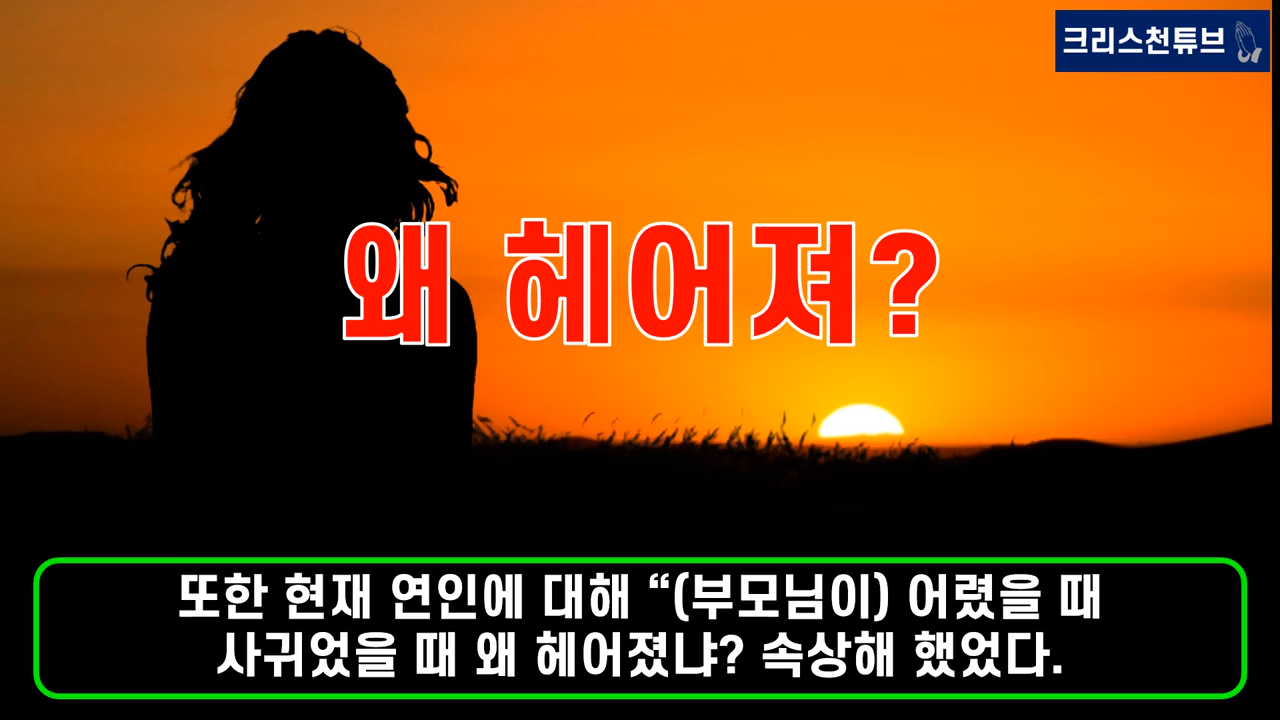 크리스천튜브
왜 헤어져?
또한 현재 연인에 대해 “(부모님이) 어렸을 때
사귀었을 때 왜 헤어졌냐? 속상해 했었다.